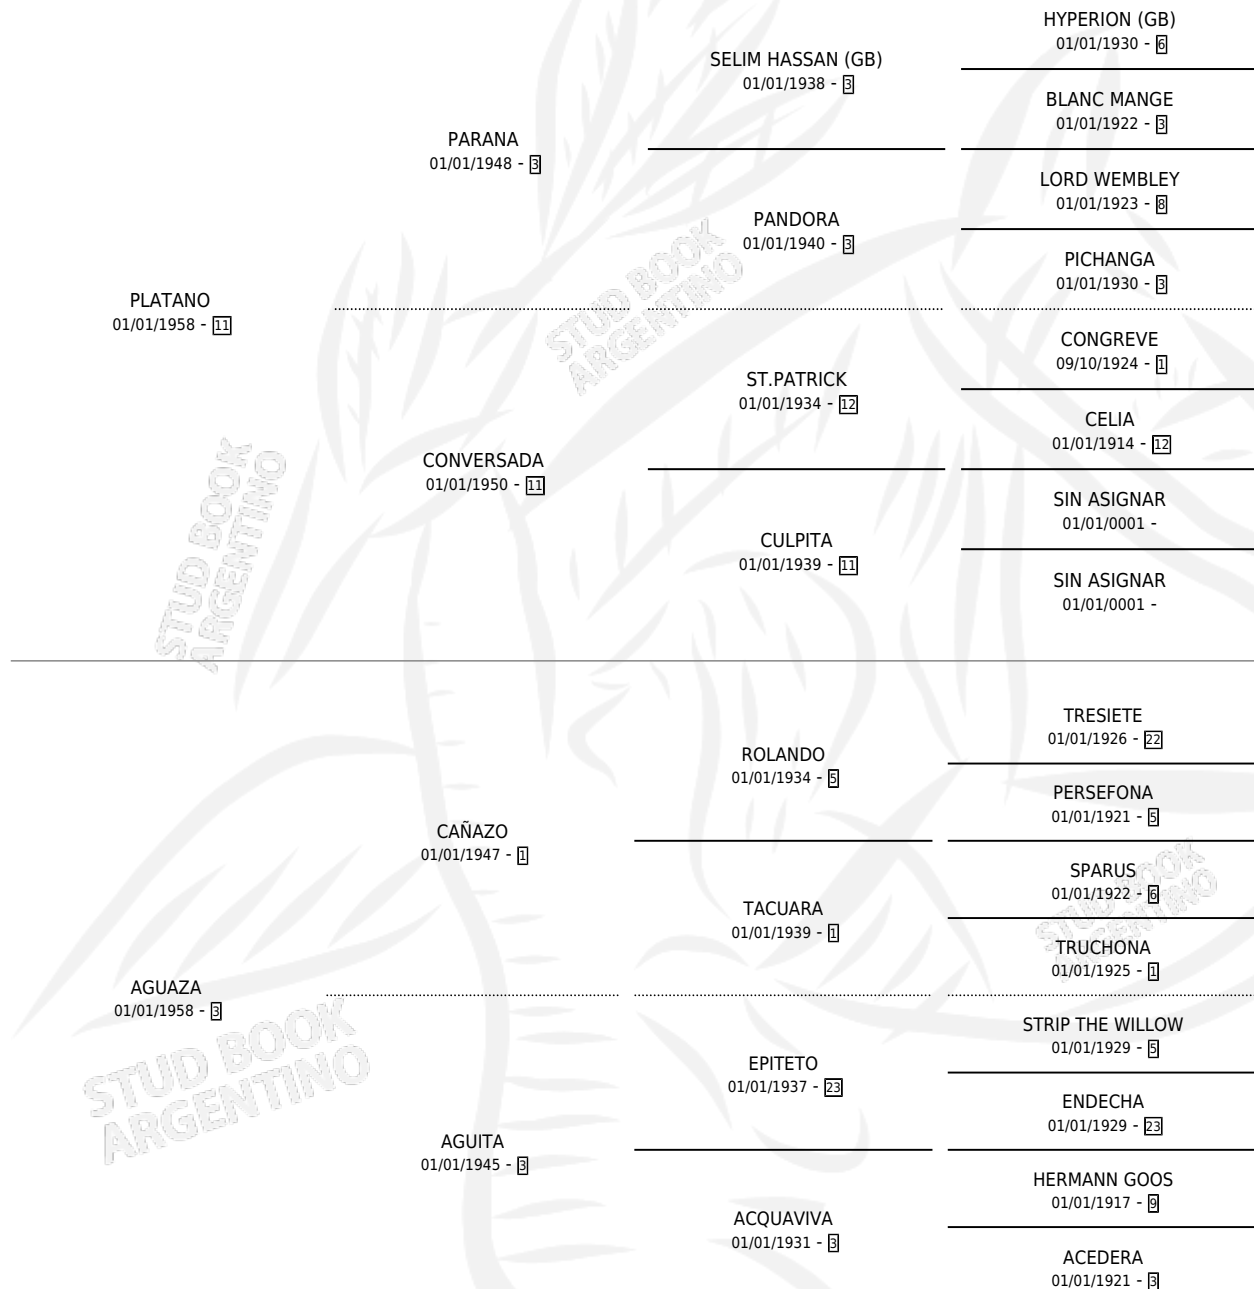 HYPERION (GB)
01/01/1930 - 6
SELIM HASSAN (GB)
01/01/1938 - 3
BLANC MANGE
01/01/1922 - 3
PARANA
01/01/1948 - 3
LORD WEMBLEY
01/01/1923 - 8
PANDORA
01/01/1940 - 3
PICHANGA
01/01/1930 - 3
PLATANO
01/01/1958 - 11
CONGREVE
09/10/1924 - 1
ST.PATRICK
01/01/1934 - 12
CELIA
01/01/1914 - 12
CONVERSADA
01/01/1950 - 11
SIN ASIGNAR
01/01/0001 -
CULPITA
01/01/1939 - 11
SIN ASIGNAR
01/01/0001 -
TRESIETE
01/01/1926 - 22
ROLANDO
01/01/1934 - 5
PERSEFONA
01/01/1921 - 5
CAÑAZO
01/01/1947 - 1
SPARUS
01/01/1922 - 6
TACUARA
01/01/1939 - 1
TRUCHONA
01/01/1925 - 1
AGUAZA
01/01/1958 - 3
STRIP THE WILLOW
01/01/1929 - 5
EPITETO
01/01/1937 - 23
ENDECHA
01/01/1929 - 23
AGUITA
01/01/1945 - 3
HERMANN GOOS
01/01/1917 - 9
ACQUAVIVA
01/01/1931 - 3
ACEDERA
01/01/1921 - 3
STUD BOOK
ARGENTINO
STUD BOOK
ARGENTINO
STUD BOOK
ARGENTINO
STUD BOOK
ARGENTINO